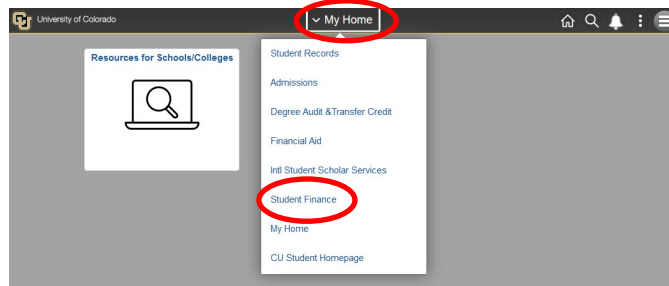 University of Colorado
My Home
Resources for Schools/Colleges
Student Records
Admissions
Degree Audit &Transfer Credit
Financial Aid
Intl Student Scholar Services
Student Finance
My Home
CU Student Homepage